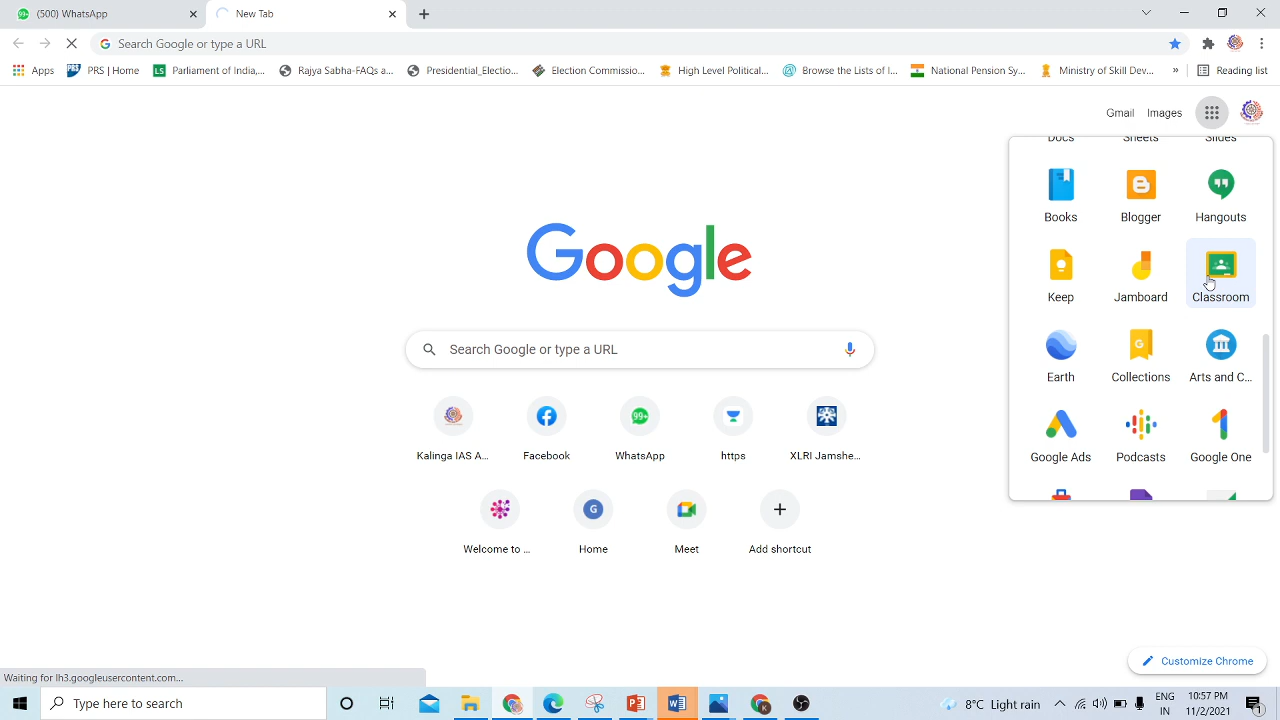 (500) WhatsApp
New Tab
Search Google or type a URL
Apps
PRS | Home
Parliament of India,...
Rajya Sabha-FAQs a...
Presidential_Electio...
Election Commissio...
High Level Political...
Browse the Lists of I...
National Pension Sy...
Ministry of Skill Dev...
»
Reading list
Gmail
Images
Docs
Sheets
Slides
Books
Blogger
Hangouts
Keep
Jamboard
Classroom
Earth
Collections
Arts and C...
Google Ads
Podcasts
Google One
Google
Search Google or type a URL
Kalinga IAS A...
Facebook
WhatsApp
https
XLRI Jamshe...
Welcome to ...
Home
Meet
Add shortcut
Customize Chrome
Waiting for lh3.googleusercontent.com...
Type here to search
8°C Light rain
ENG
IN
10:57 PM
11/2/2021